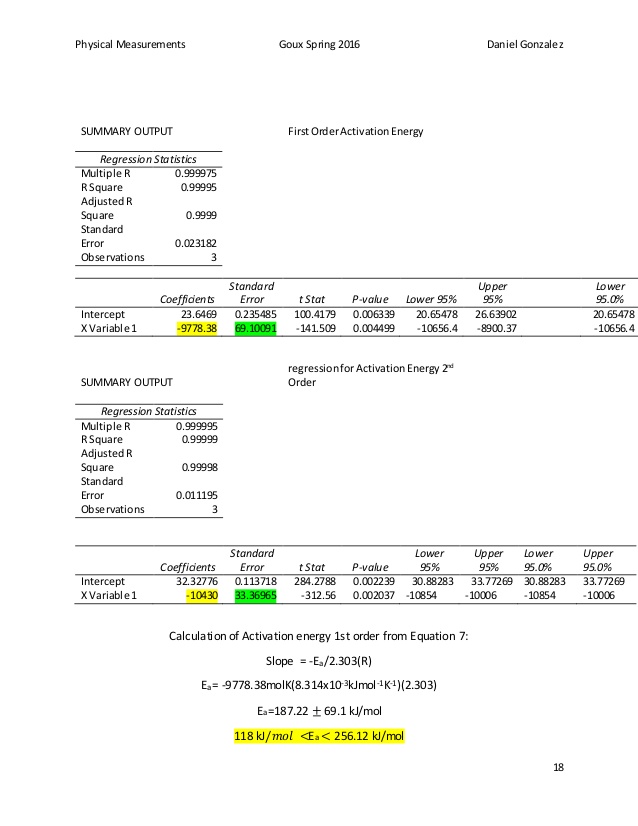 Physical Measurements Goux Spring 2016 Daniel Gonzalez
SUMMARY OUTPUT First Order Activation Energy
Regression Statistics
Multiple R 0.999975
R Square 0.99995
Adjusted R
Square 0.9999
Standard
Error 0.023182
Observations 3
Standard Upper Lower
Coefficients Error t Stat P-value Lower 95% 95% 95.0%
Intercept 23.6469 0.235485 100.4179 0.006339 20.65478 26.63902 20.65478
X Variable 1 -9778.38 69.10091 -141.509 0.004499 -10656.4 -8900.37 -10656.4
regression for Activation Energy 2nd
SUMMARY OUTPUT Order
Regression Statistics
Multiple R 0.999995
R Square 0.99999
Adjusted R
Square 0.99998
Standard
Error 0.011195
Observations 3
Standard Lower Upper Lower Upper
Coefficients Error t Stat P-value 95% 95% 95.0% 95.0%
Intercept 32.32776 0.113718 284.2788 0.002239 30.88283 33.77269 30.88283 33.77269
X Variable 1 -10430 33.36965 -312.56 0.002037 -10854 -10006 -10854 -10006
Calculation of Activation energy 1st order from Equation 7:
Slope = -Ea/2.303(R)
Ea= -9778.38molK(8.314x10-3kJmol-1K-1)(2.303)
Ea=187.22 ± 69.1 kJ/mol
118 kJ/mol <Ea< 256.12 kJ/mol
18